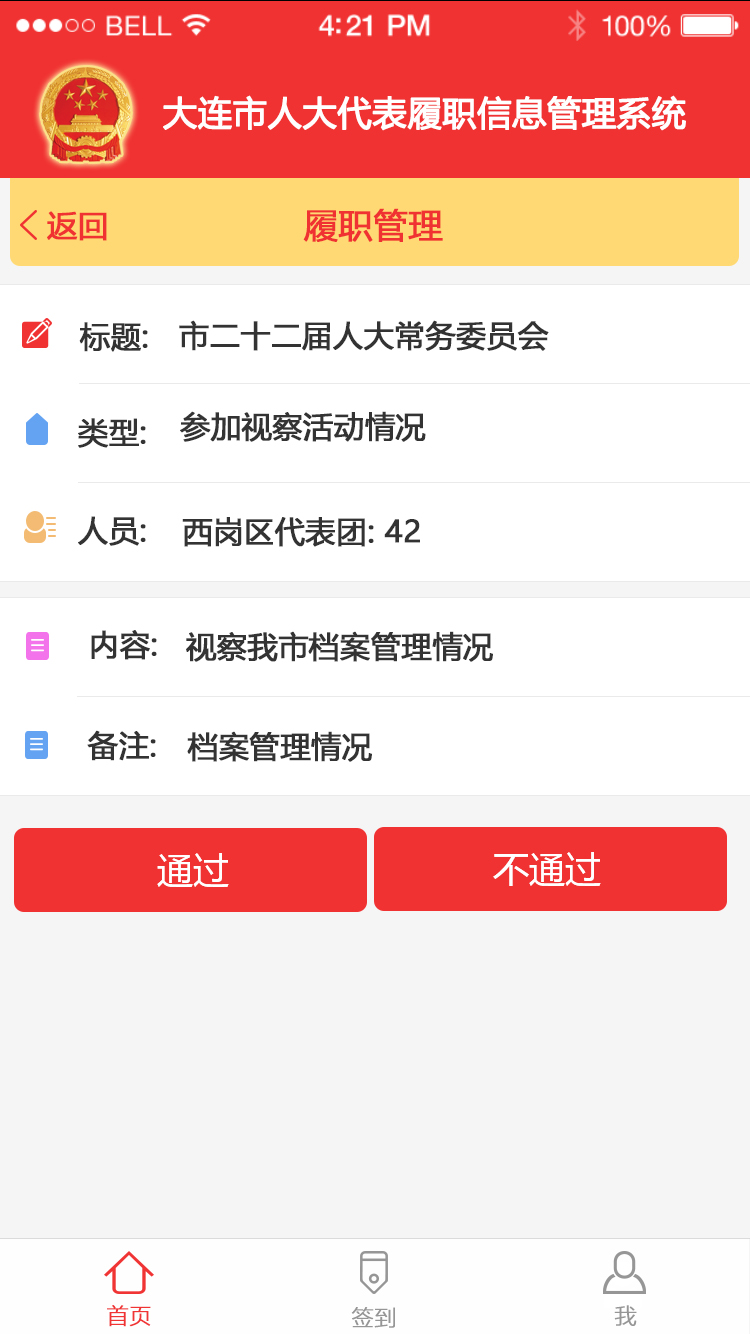 BELL 4:21 PM 100%
大连市人大代表履职信息管理系统
返回 履职管理
标题: 市二十二届人大常务委员会
类型: 参加视察活动情况
人员: 西岗区代表团: 42
内容: 视察我市档案管理情况
备注: 档案管理情况
通过 不通过
首页 签到 我